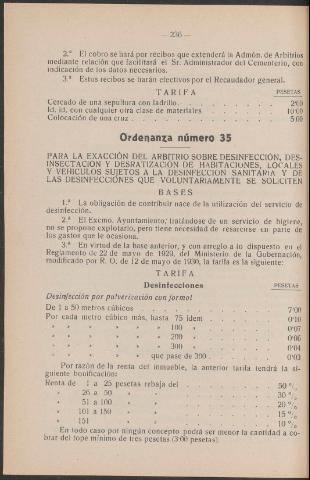 — 236 —
2.ª El cobro se hará por recibos que extenderá la Admón. de Arbitrios
mediante relación que facilitará el Sr. Administrador del Cementerio, con
indicación de los datos necesarios.
3.ª Estos recibos se harán efectivos por el Recaudador general.
TARIFA PESETAS
Cercado de una sepultura con ladrillo. . . . . . . . . 2'00
Id. id. con cualquier otra clase de materiales . . . . . . 10'00
Colocación de una cruz . . . . . . . . . . . 5'00
Ordenanza número 35
PARA LA EXACCIÓN DEL ARBITRIO SOBRE DESINFECCIÓN, DES-
INSECTACION Y DESRATIZACION DE HABITACIONES, LOCALES
Y VEHICULOS SUJETOS A LA DESINFECCION SANITARIA Y DE
LAS DESINFECCIONES QUE VOLUNTARIAMENTE SE SOLICITEN
BASES
1.ª La obligación de contribuir nace de la utilización del servicio de
desinfección.
2.ª El Excmo. Ayuntamiento, tratándose de un servicio de higiene,
no se propone explotarlo, pero tiene necesidad de resarcirse en parte de
los gastos que le ocasiona.
3.ª En virtud de la base anterior, y con arreglo a lo dispuesto en el
Reglamento de 22 de mayo de 1929, del Ministerio de la Gobernación,
modificado por R. O. de 12 de mayo de 1930, la tarifa es la siguiente:
TARIFA
Desinfecciones PESETAS
Desinfección por pulverización con formol
De 1 a 50 metros cúbicos . . . . . . . . . . 7'00
Por cada metro cúbico más, hasta 75 idem . . . . . . 0'10
» » » » » » 100 » . . . . . . 0'07
» » » » » » 200 » . . . . . . 0'06
» » » » » » 300 » . . . . . . 0'04
» » » » » que pase de 300 . . . . . . 0'03
Por razón de la renta del inmueble, la anterior tarifa tendrá la si-
guiente bonificación:
Renta de 1 a 25 pesetas rebaja del . . . . . . . 50 %
» 26 a 50 » » . . . . . . . 30 %
» 51 a 100 » » . . . . . . . 20 %
» 101 a 150 » » . . . . . . . 15 %
» 151 » » . . . . . . . 10 %
En todo caso por ningún concepto podrá ser menor la cantidad a co-
brar del tope mínimo de tres pesetas (3'00 pesetas)